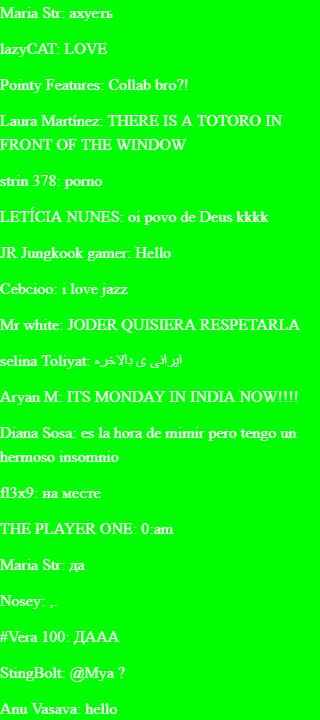 Maria Str: ахуеть
lazyCAT: LOVE
Pointy Features: Collab bro?!
Laura Martínez: THERE IS A TOTORO IN
FRONT OF THE WINDOW
strin 378: porno
LETÍCIA NUNES: oi povo de Deus kkkk
JR Jungkook gamer: Hello
Cebcioo: i love jazz
Mr white: JODER QUISIERA RESPETARLA
selina Toliyat: ایرانی ی بالاخره
Aryan M: ITS MONDAY IN INDIA NOW!!!!
Diana Sosa: es la hora de mimir pero tengo un
hermoso insomnio
fl3x9: на месте
THE PLAYER ONE: 0:am
Maria Str: да
Nosey: ,.
#Vera 100: ДААА
StingBolt: @Mya ?
Anu Vasava: hello